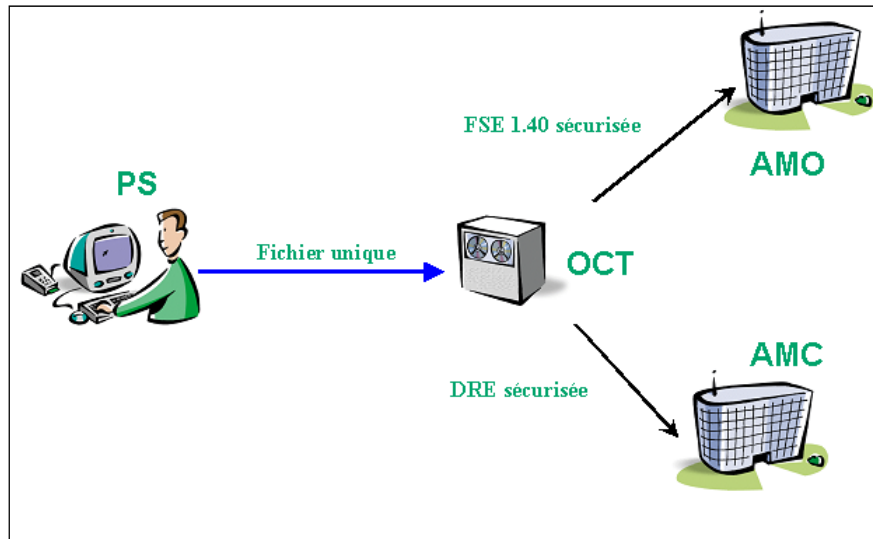 FSE 1.40 sécurisée
AMO
PS
Fichier unique
OCT
AMC
DRE sécurisée